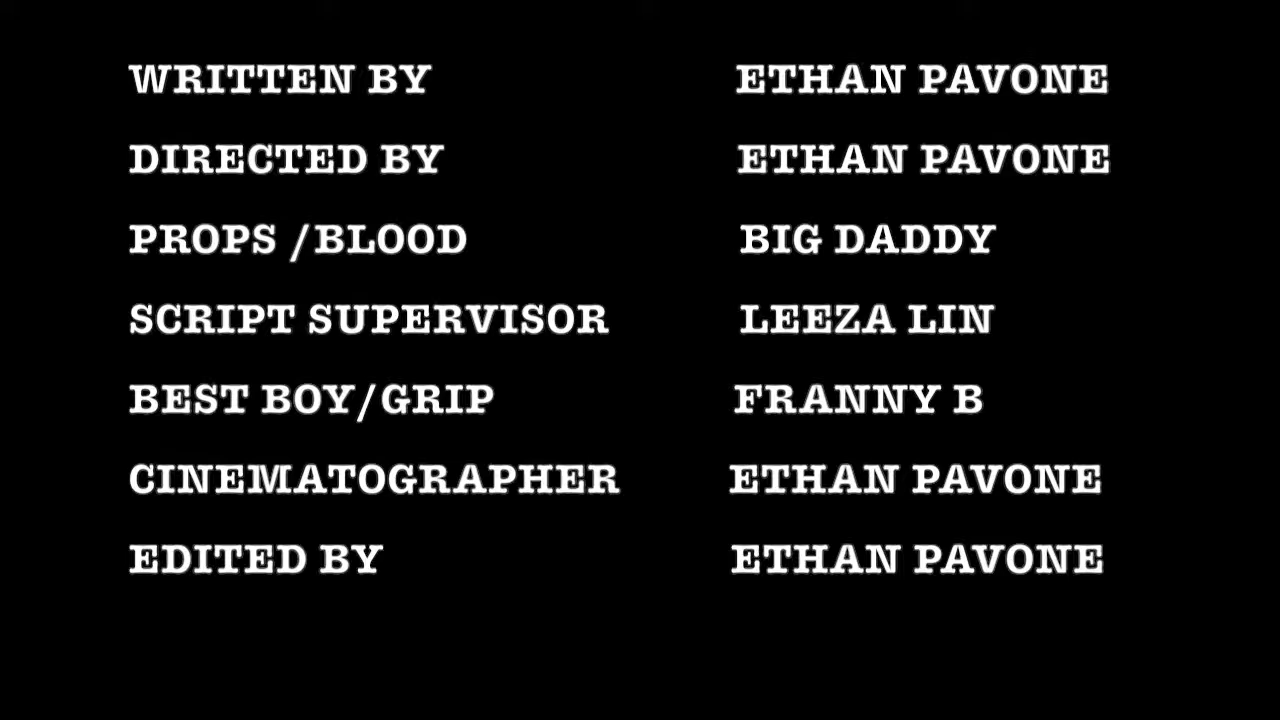 WRITTEN BY ETHAN PAVONE
DIRECTED BY ETHAN PAVONE
PROPS /BLOOD BIG DADDY
SCRIPT SUPERVISOR LEEZA LIN
BEST BOY/GRIP FRANNY B
CINEMATOGRAPHER ETHAN PAVONE
EDITED BY ETHAN PAVONE